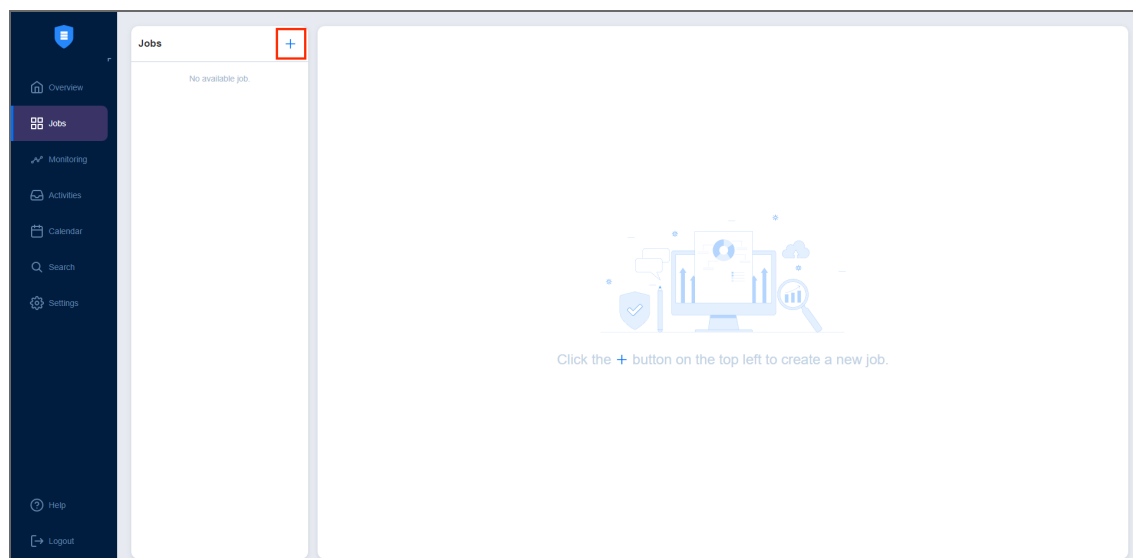 Overview
Jobs
Monitoring
Activities
Calendar
Search
Settings
Help
Logout
Jobs +
No available job.
Click the + button on the top left to create a new job.